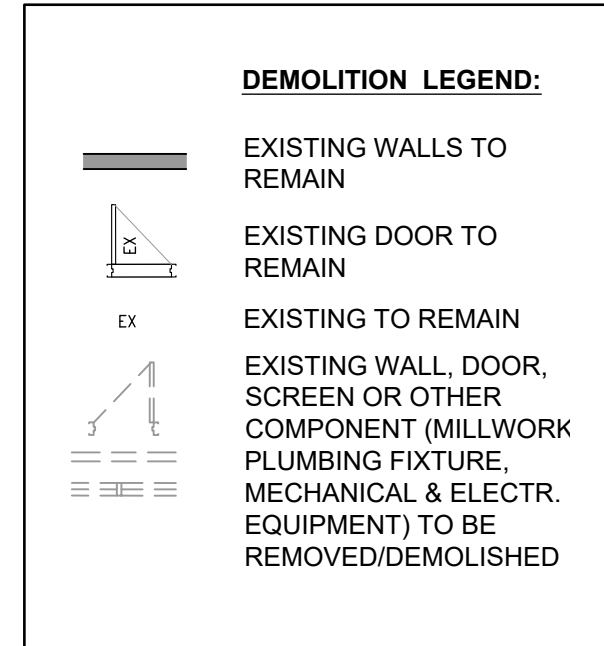 DEMOLITION LEGEND:
EXISTING WALLS TO
REMAIN
EX
EXISTING DOOR TO
REMAIN
EX
EXISTING TO REMAIN
EXISTING WALL, DOOR,
SCREEN OR OTHER
COMPONENT (MILLWORK
PLUMBING FIXTURE,
MECHANICAL & ELECTR.
EQUIPMENT) TO BE
REMOVED/DEMOLISHED